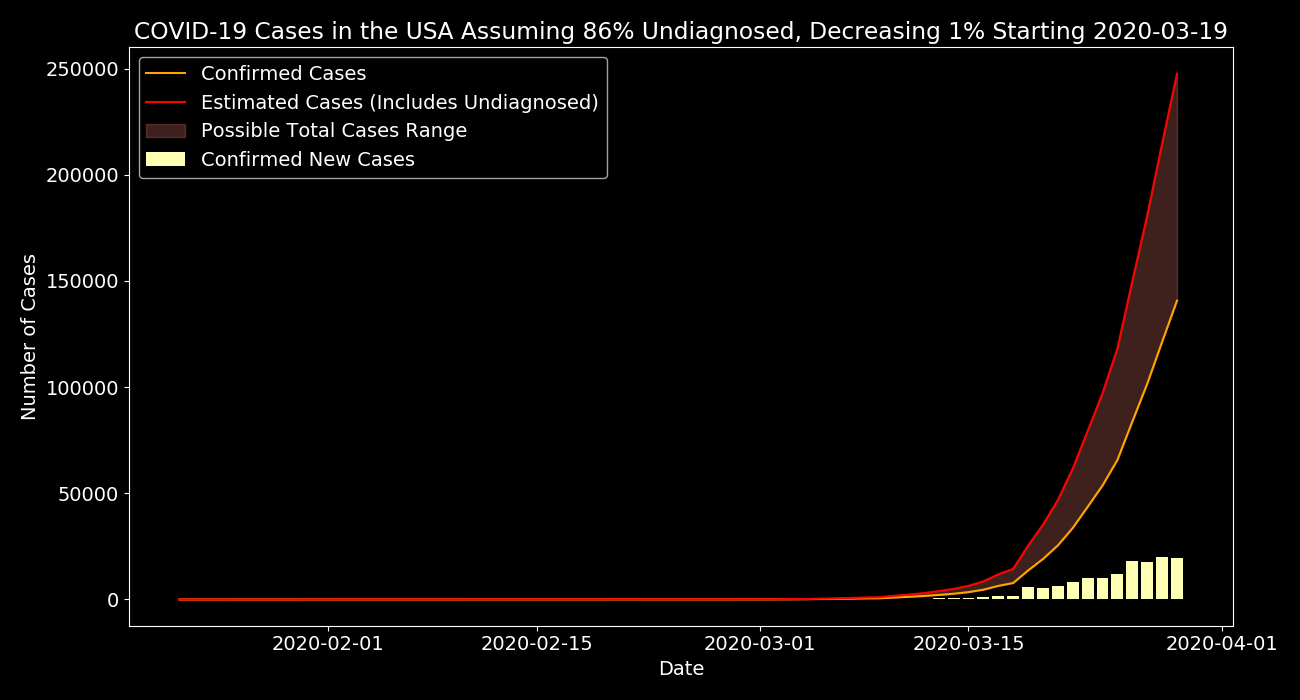 COVID-19 Cases in the USA Assuming 86% Undiagnosed, Decreasing 1% Starting 2020-03-19
Confirmed Cases
Estimated Cases (Includes Undiagnosed)
Possible Total Cases Range
Confirmed New Cases
Number of Cases
250000
200000
150000
100000
50000
0
2020-02-01
2020-02-15
2020-03-01
2020-03-15
2020-04-01
Date